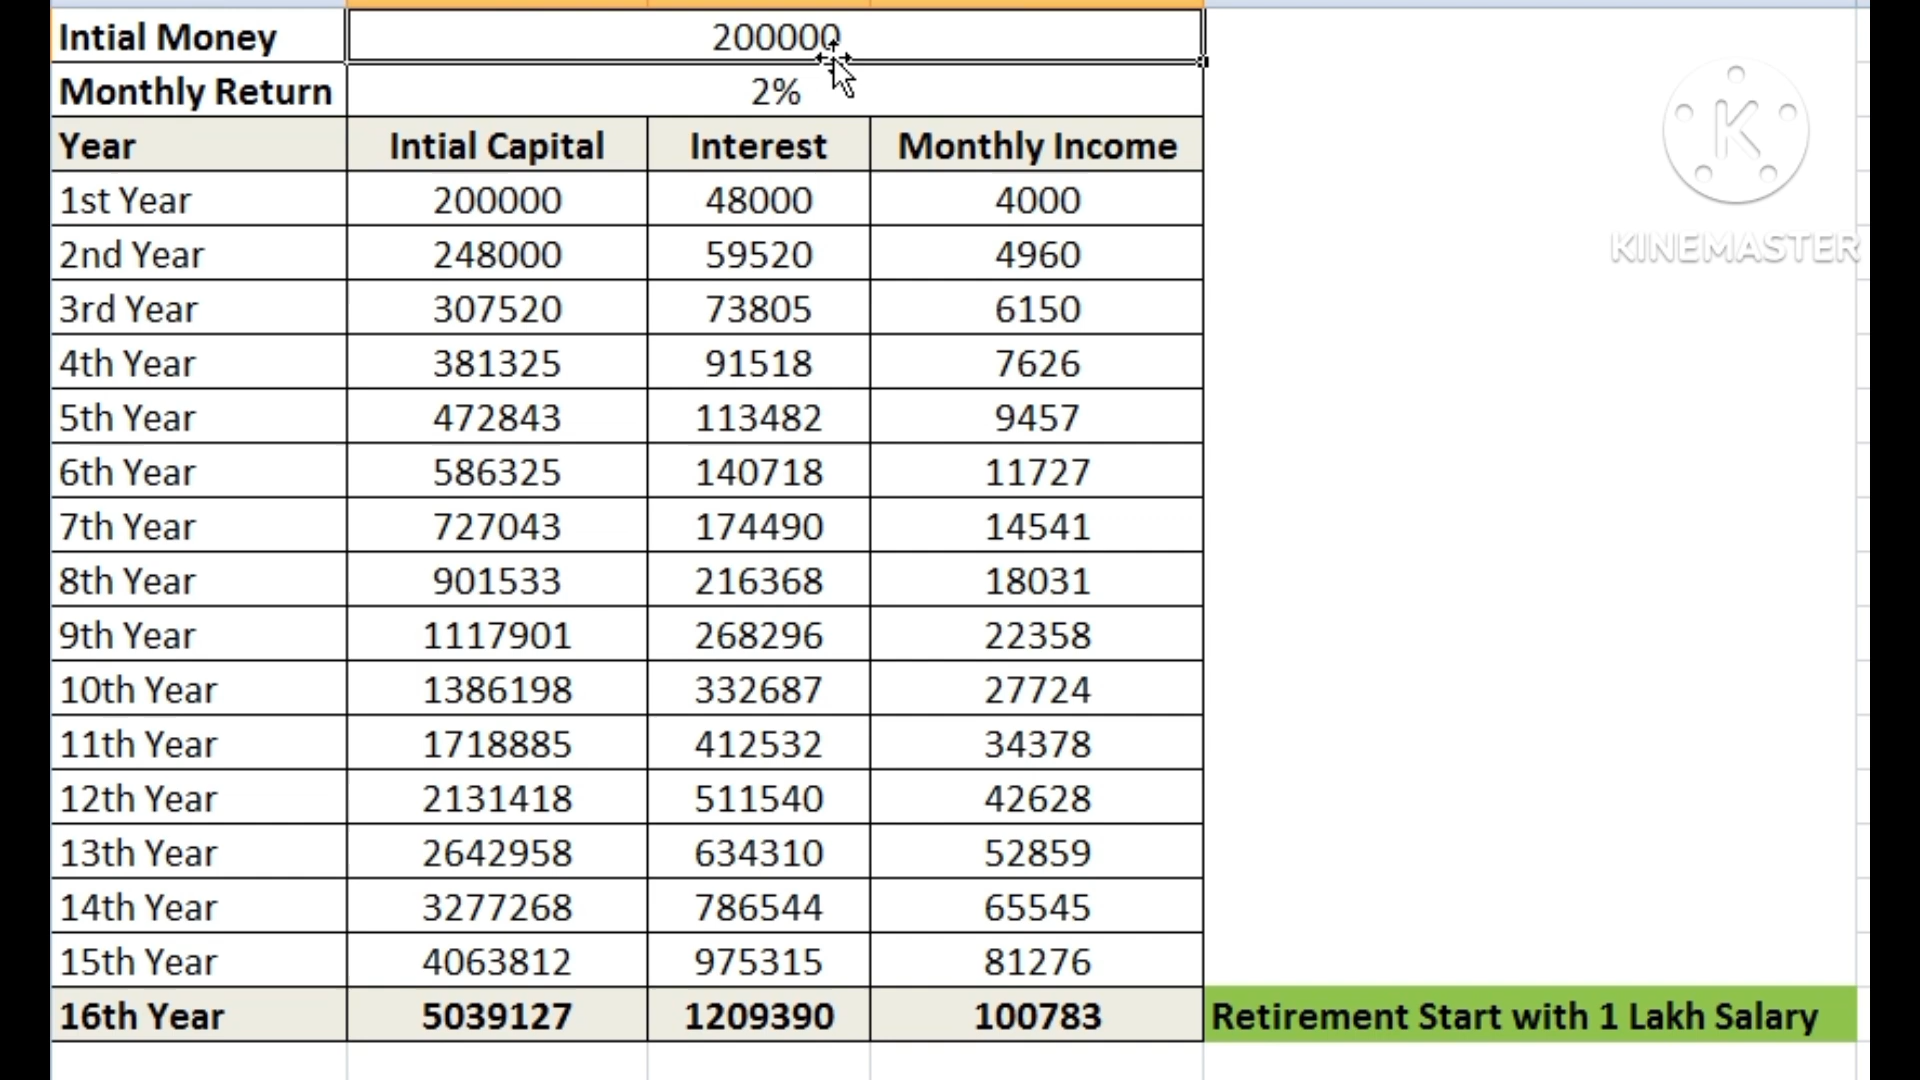 Intial Money 200000
Monthly Return 2%
Year Intial Capital Interest Monthly Income
1st Year 200000 48000 4000
2nd Year 248000 59520 4960
3rd Year 307520 73805 6150
4th Year 381325 91518 7626
5th Year 472843 113482 9457
6th Year 586325 140718 11727
7th Year 727043 174490 14541
8th Year 901533 216368 18031
9th Year 1117901 268296 22358
10th Year 1386198 332687 27724
11th Year 1718885 412532 34378
12th Year 2131418 511540 42628
13th Year 2642958 634310 52859
14th Year 3277268 786544 65545
15th Year 4063812 975315 81276
16th Year 5039127 1209390 100783 Retirement Start with 1 Lakh Salary
K
KINEMASTER